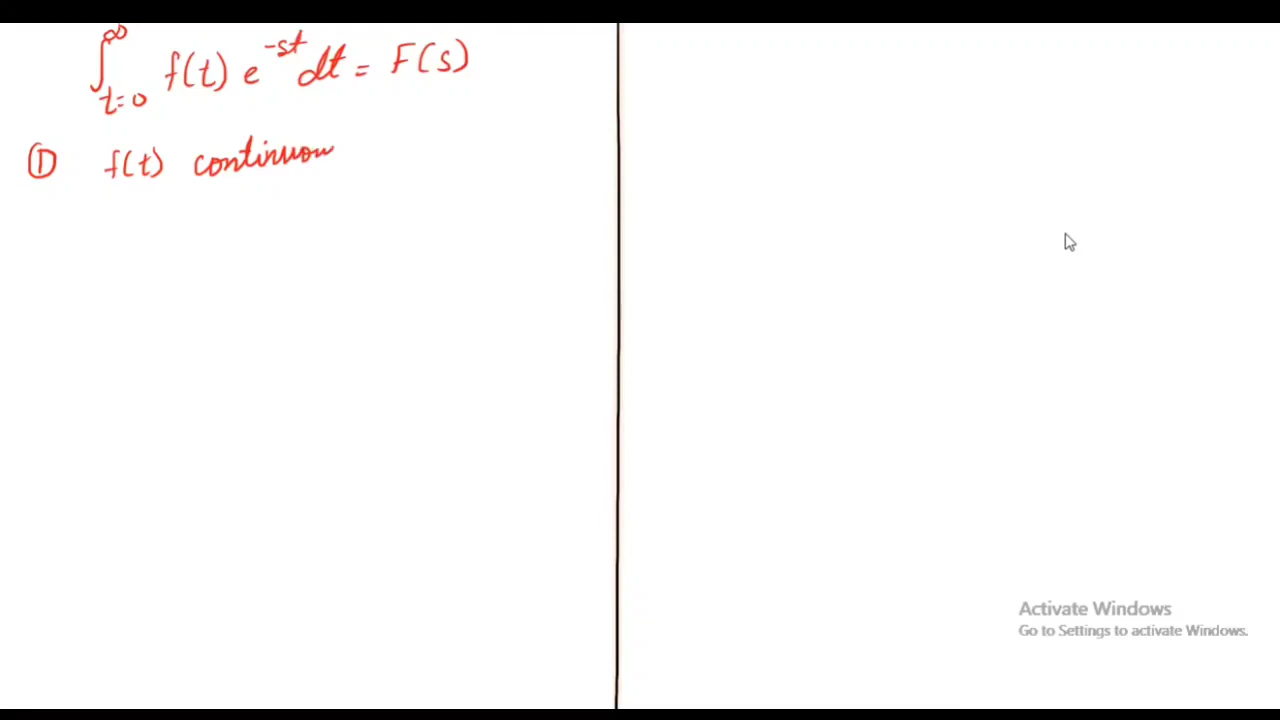 ∫_{t=0}^{∞} f(t) e^{-st} dt = F(s)
① f(t) continuou
Activate Windows
Go to Settings to activate Windows.